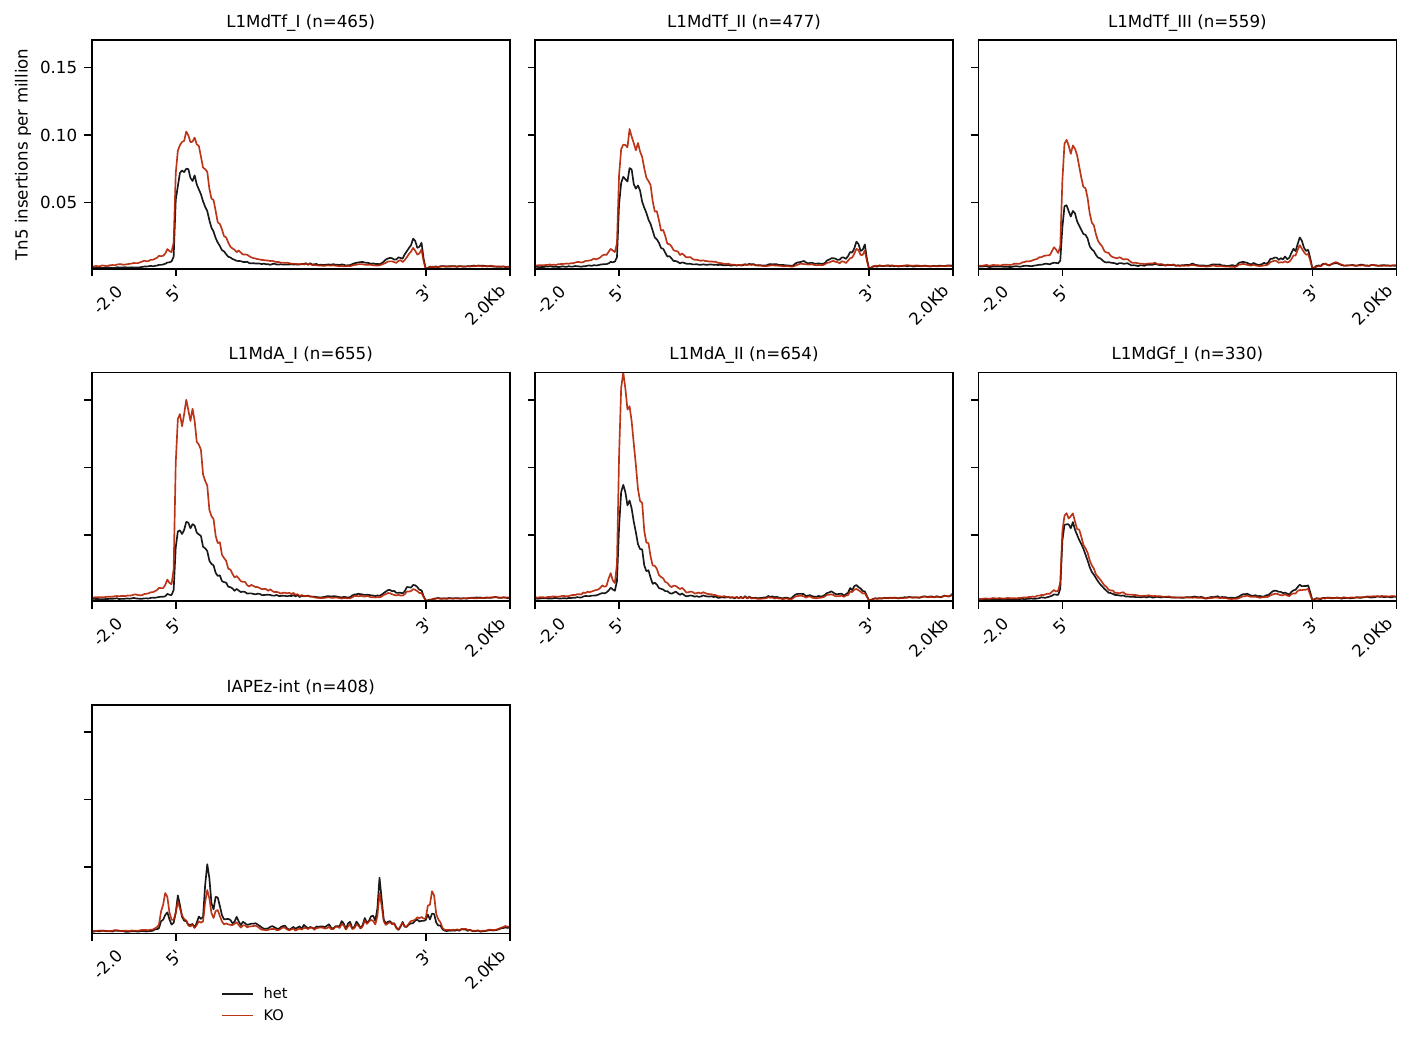 L1MdTf_I (n=465)
L1MdTf_II (n=477)
L1MdTf_III (n=559)
Tn5 insertions per million
0.15
0.10
0.05
-2.0
5'
3'
2.0Kb
-2.0
5'
3'
2.0Kb
-2.0
5'
3'
2.0Kb
L1MdA_I (n=655)
L1MdA_II (n=654)
L1MdGf_I (n=330)
-2.0
5'
3'
2.0Kb
-2.0
5'
3'
2.0Kb
-2.0
5'
3'
2.0Kb
IAPEz-int (n=408)
-2.0
5'
3'
2.0Kb
het
KO